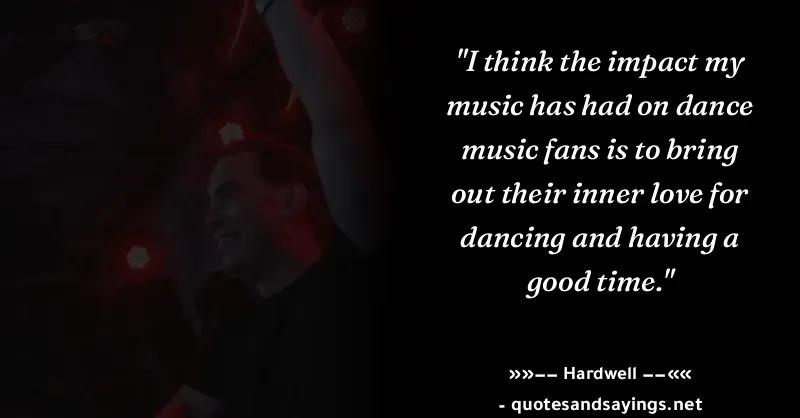 "I think the impact my
music has had on dance
music fans is to bring
out their inner love for
dancing and having a
good time."
»»—— Hardwell ——««
- quotesandsayings.net